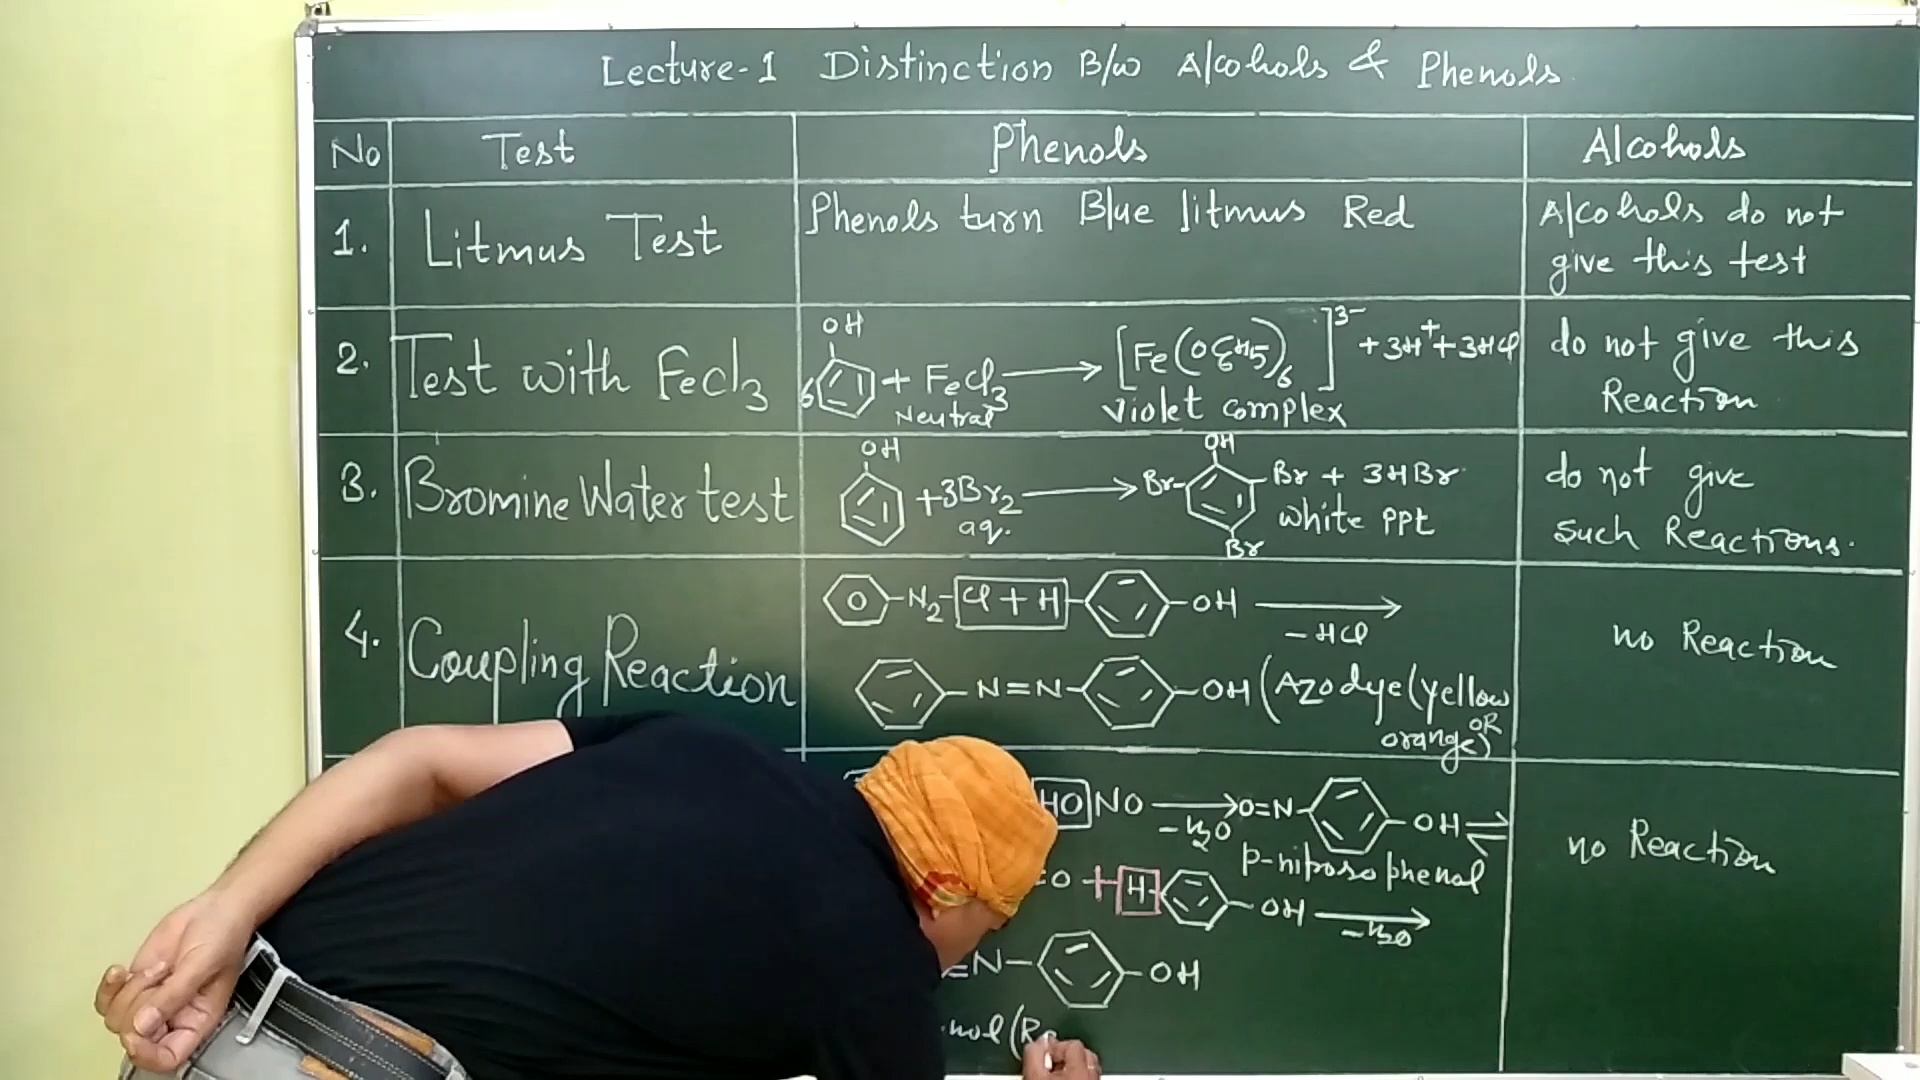 Lecture-1 Distinction B/w Alcohols & Phenols
No Test Phenols Alcohols
1. Litmus Test Phenols turn Blue litmus Red Alcohols do not
give this test
2. Test with FeCl3 6 OH + FeCl3 Neutral → [Fe(OC6H5)6]3- + 3H+ + 3HCl
Violet complex
do not give this
Reaction
3. Bromine Water test OH + 3Br2 aq. → OH Br Br Br + 3HBr
white ppt
do not give
such Reactions.
4. Coupling Reaction O -N2-Cl + H- -OH → -HCl
-N=N- -OH (Azodye (yellow
OR
orange)
no Reaction
HO NO → -H2O O=N- -OH ⇌
p-nitroso phenol
=O + H- -OH → -H2O
=N- -OH
no Reaction